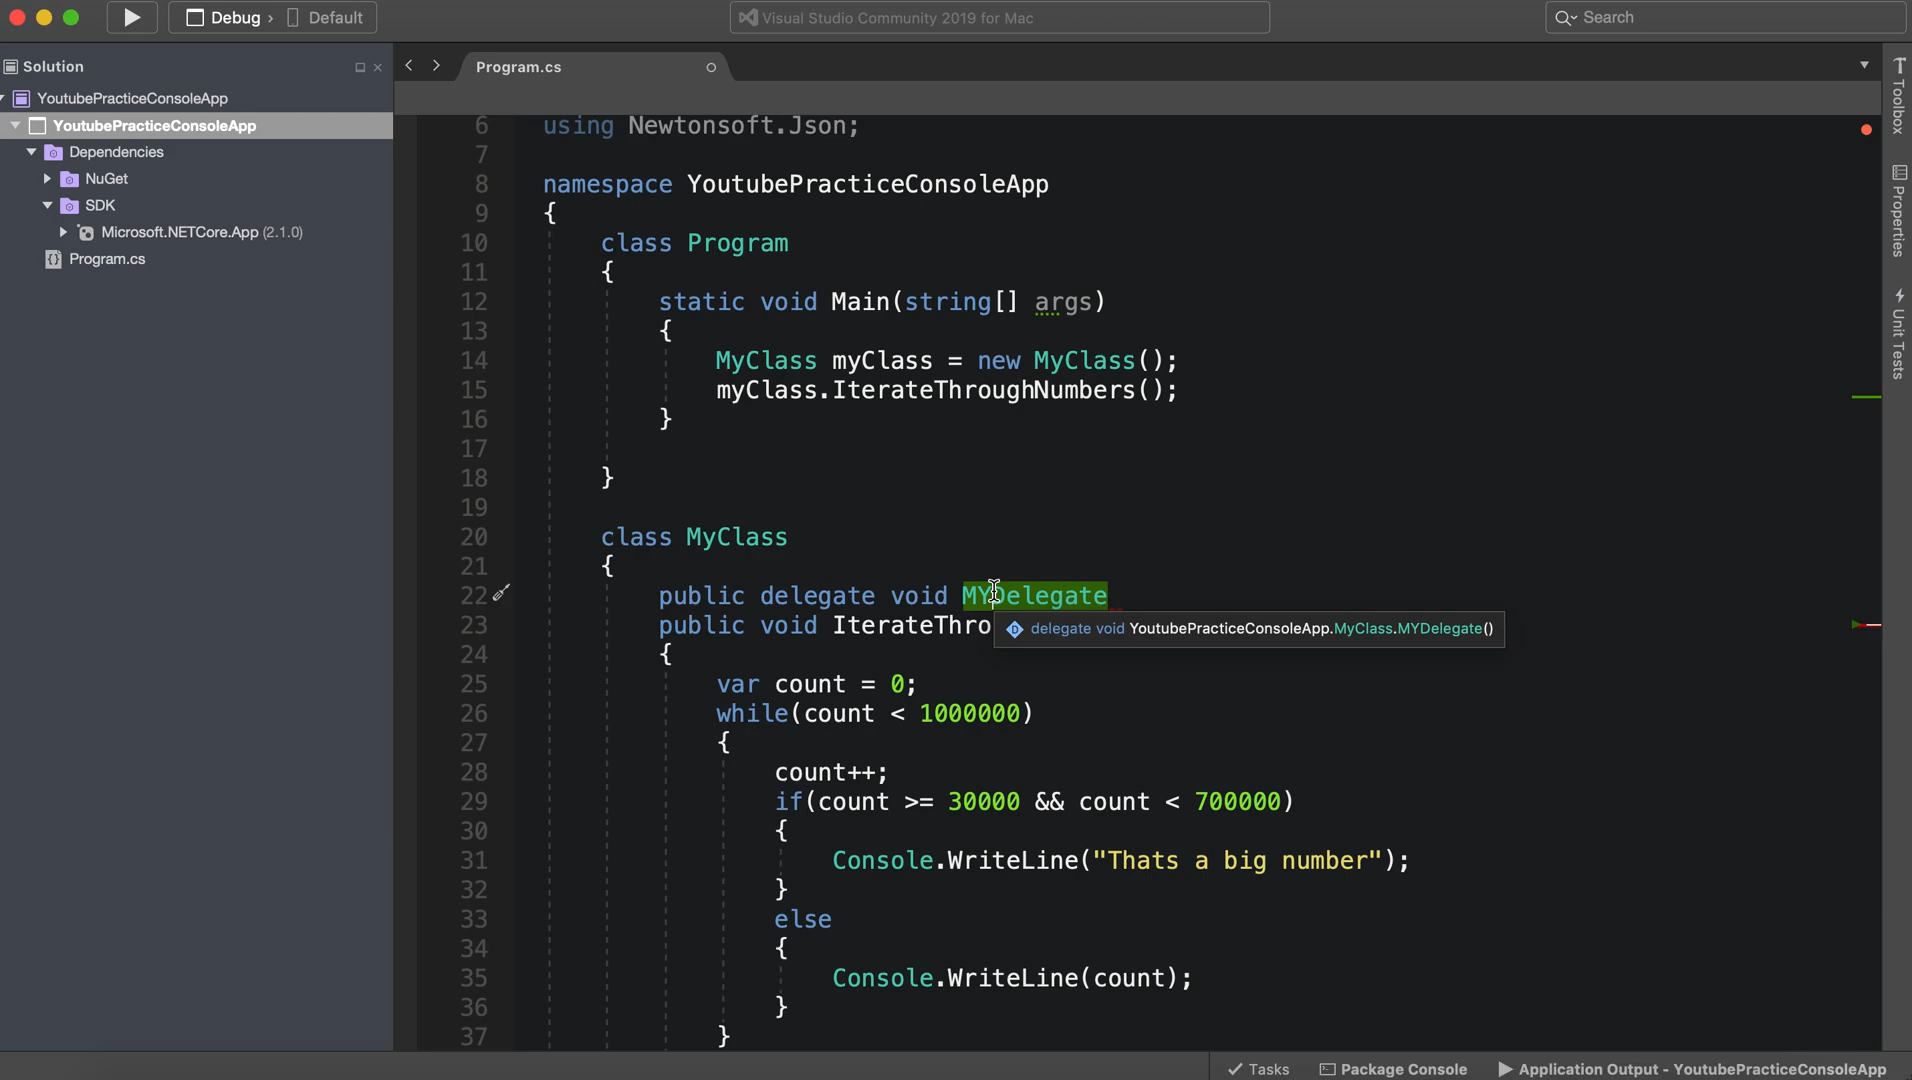 Debug › Default
Visual Studio Community 2019 for Mac
Search
Solution
YoutubePracticeConsoleApp
YoutubePracticeConsoleApp
Dependencies
NuGet
SDK
Microsoft.NETCore.App (2.1.0)
Program.cs
Program.cs
6 using Newtonsoft.Json;
7
8 namespace YoutubePracticeConsoleApp
9 {
10 class Program
11 {
12 static void Main(string[] args)
13 {
14 MyClass myClass = new MyClass();
15 myClass.IterateThroughNumbers();
16 }
17
18 }
19
20 class MyClass
21 {
22 public delegate void MYDelegate
23 public void IterateThro
delegate void YoutubePracticeConsoleApp.MyClass.MYDelegate()
24 {
25 var count = 0;
26 while(count < 1000000)
27 {
28 count++;
29 if(count >= 30000 && count < 700000)
30 {
31 Console.WriteLine("Thats a big number");
32 }
33 else
34 {
35 Console.WriteLine(count);
36 }
37 }
Toolbox
Properties
Unit Tests
Tasks
Package Console
Application Output - YoutubePracticeConsoleApp